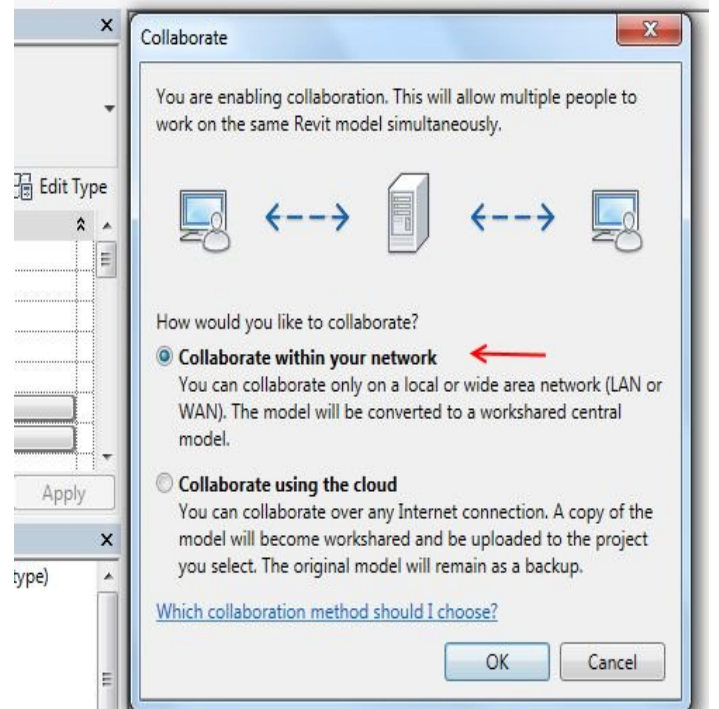 Collaborate
You are enabling collaboration. This will allow multiple people to
work on the same Revit model simultaneously.
Edit Type
How would you like to collaborate?
Collaborate within your network
You can collaborate only on a local or wide area network (LAN or
WAN). The model will be converted to a workshared central
model.
Apply
Collaborate using the cloud
You can collaborate over any Internet connection. A copy of the
model will become workshared and be uploaded to the project
you select. The original model will remain as a backup.
type)
Which collaboration method should I choose?
OK
Cancel